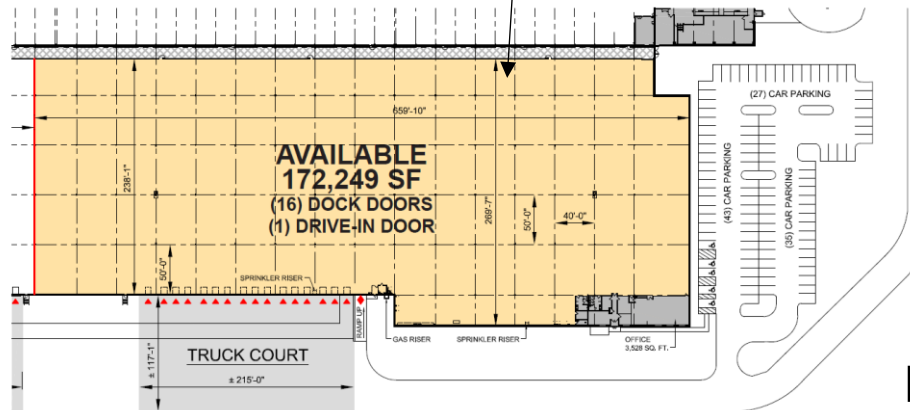 (27) CAR PARKING
659'-10"
AVAILABLE
172,249 SF
(16) DOCK DOORS
(1) DRIVE-IN DOOR
238'-1"
269'-7"
50'-0"
40'-0"
(43) CAR PARKING
(35) CAR PARKING
50'-0"
SPRINKLER RISER
RAMP UP
GAS RISER
SPRINKLER RISER
OFFICE
3,528 SQ. FT.
TRUCK COURT
± 117'-1"
± 215'-0"